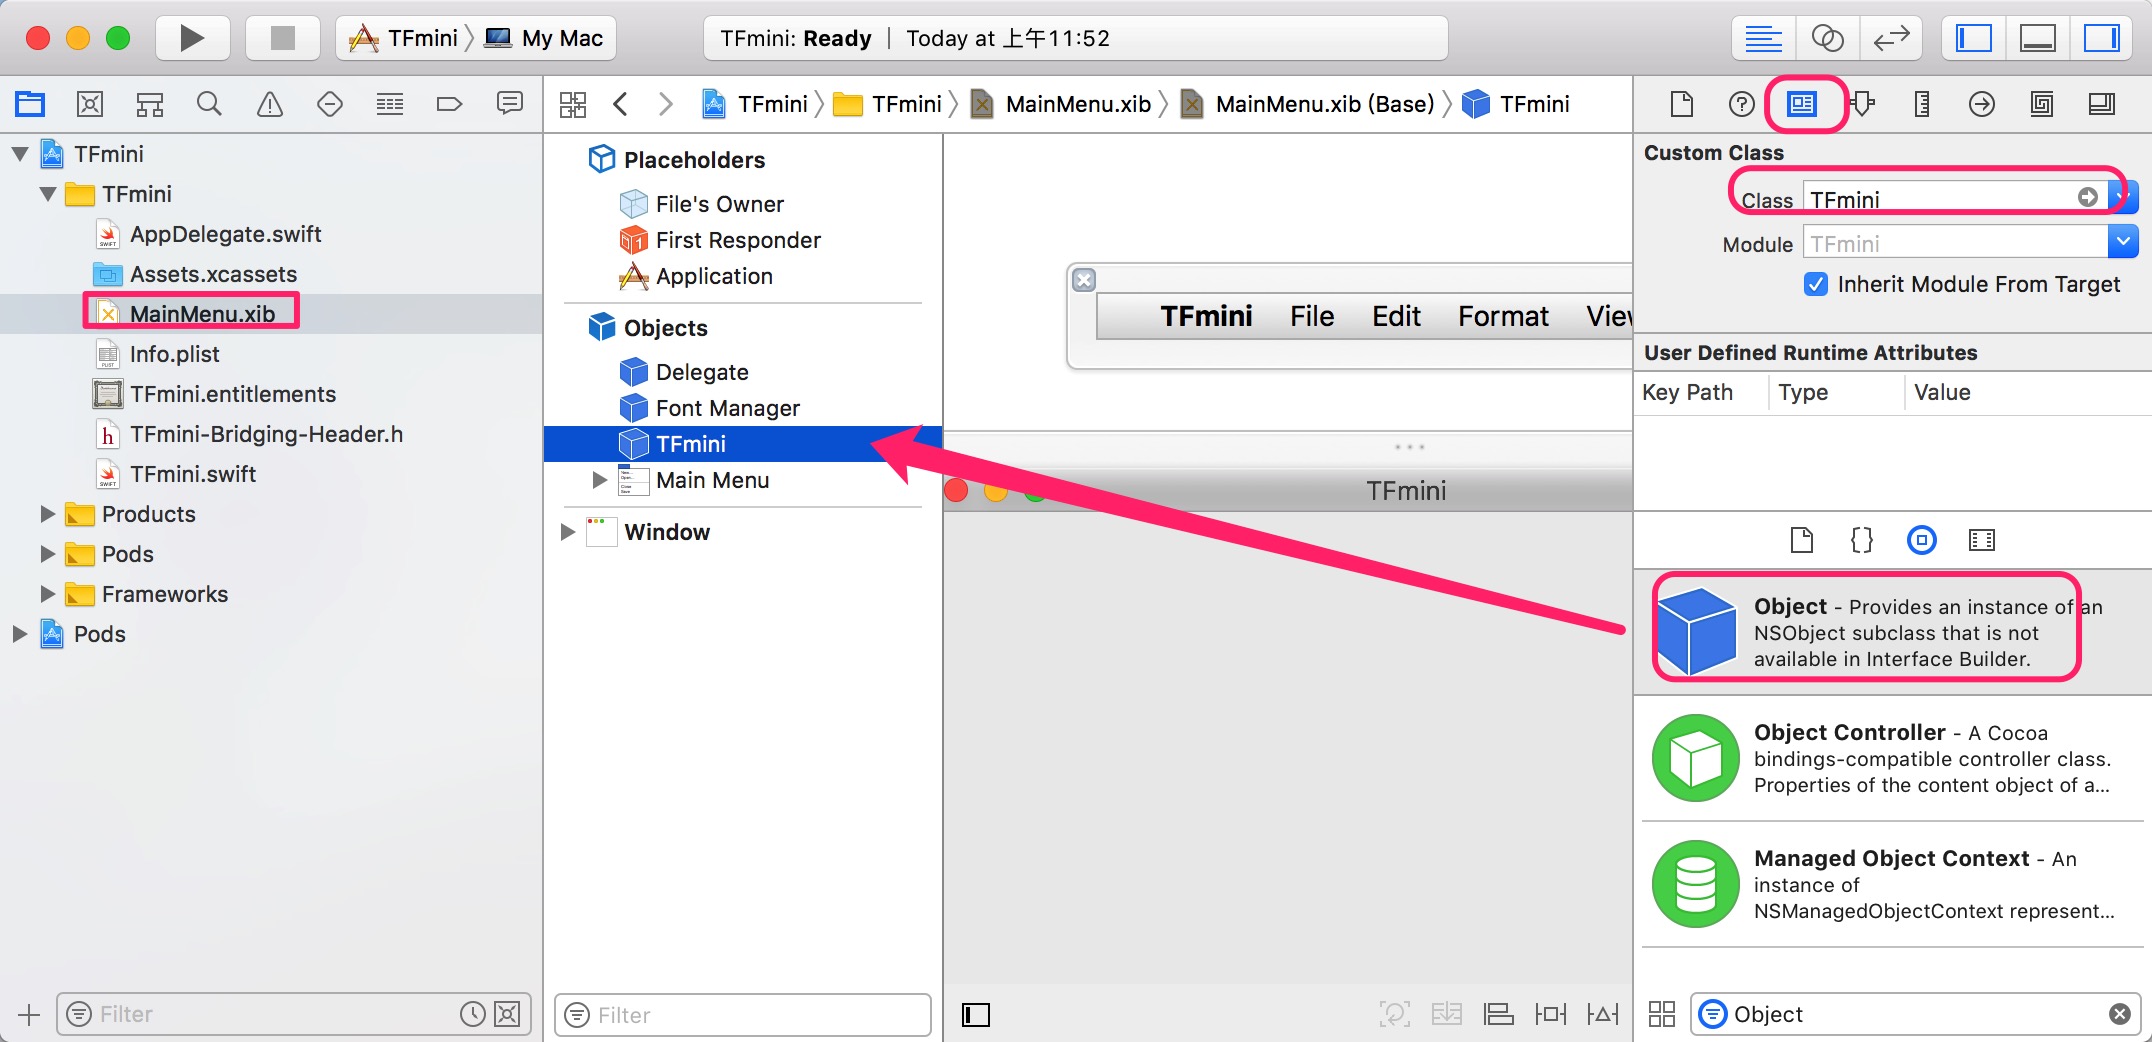 TFmini My Mac
TFmini: Ready Today at 上午11:52
TFmini TFmini MainMenu.xib MainMenu.xib (Base) TFmini
TFmini
TFmini
AppDelegate.swift
Assets.xcassets
MainMenu.xib
Info.plist
TFmini.entitlements
TFmini-Bridging-Header.h
TFmini.swift
Products
Pods
Frameworks
Pods
Filter
Placeholders
File's Owner
First Responder
Application
Objects
Delegate
Font Manager
TFmini
Main Menu
Window
Filter
TFmini File Edit Format View
TFmini
Custom Class
Class TFmini
Module TFmini
Inherit Module From Target
User Defined Runtime Attributes
Key Path Type Value
Object - Provides an instance of an
NSObject subclass that is not
available in Interface Builder.
Object Controller - A Cocoa
bindings-compatible controller class.
Properties of the content object of a...
Managed Object Context - An
instance of
NSManagedObjectContext represent...
Object